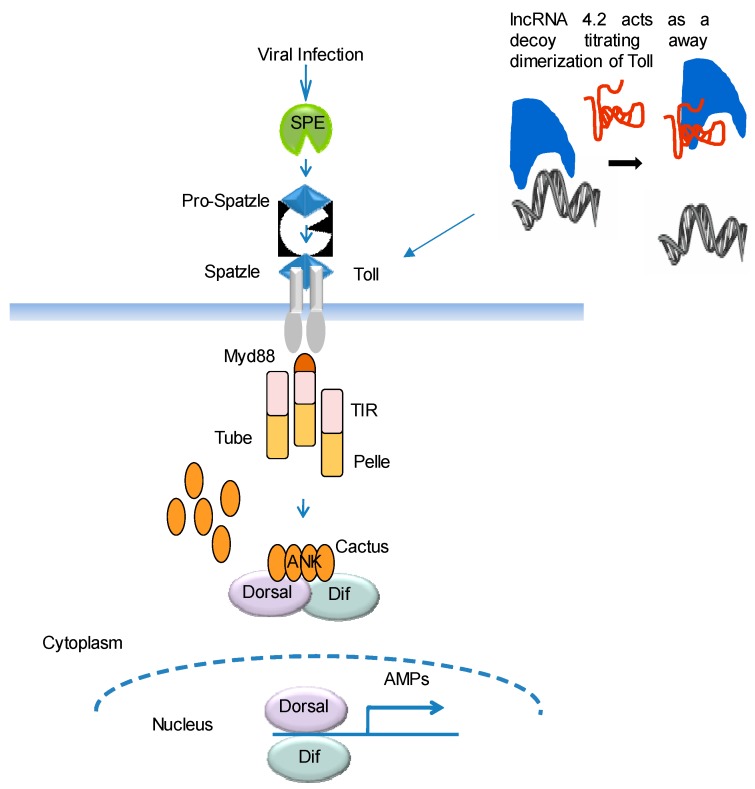 lncRNA 4.2 acts as a
decoy titrating away
dimerization of Toll
Viral Infection
SPE
Pro-Spatzle
Spatzle
Toll
Myd88
TIR
Tube
Pelle
Cactus
ANK
Dorsal
Dif
Cytoplasm
AMPs
Dorsal
Nucleus
Dif